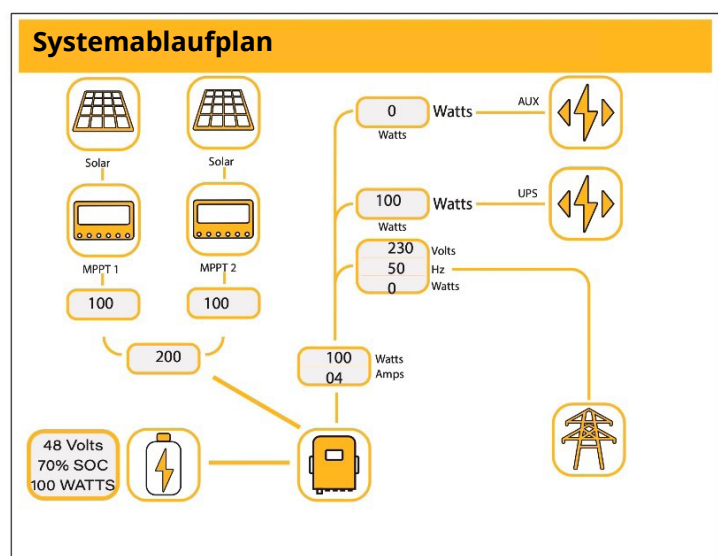 Systemablaufplan
Solar
Solar
MPPT 1
MPPT 2
100
100
200
0 Watts
Watts
AUX
100 Watts
Watts
UPS
230 Volts
50 Hz
0 Watts
100 Watts
04 Amps
48 Volts
70% SOC
100 WATTS